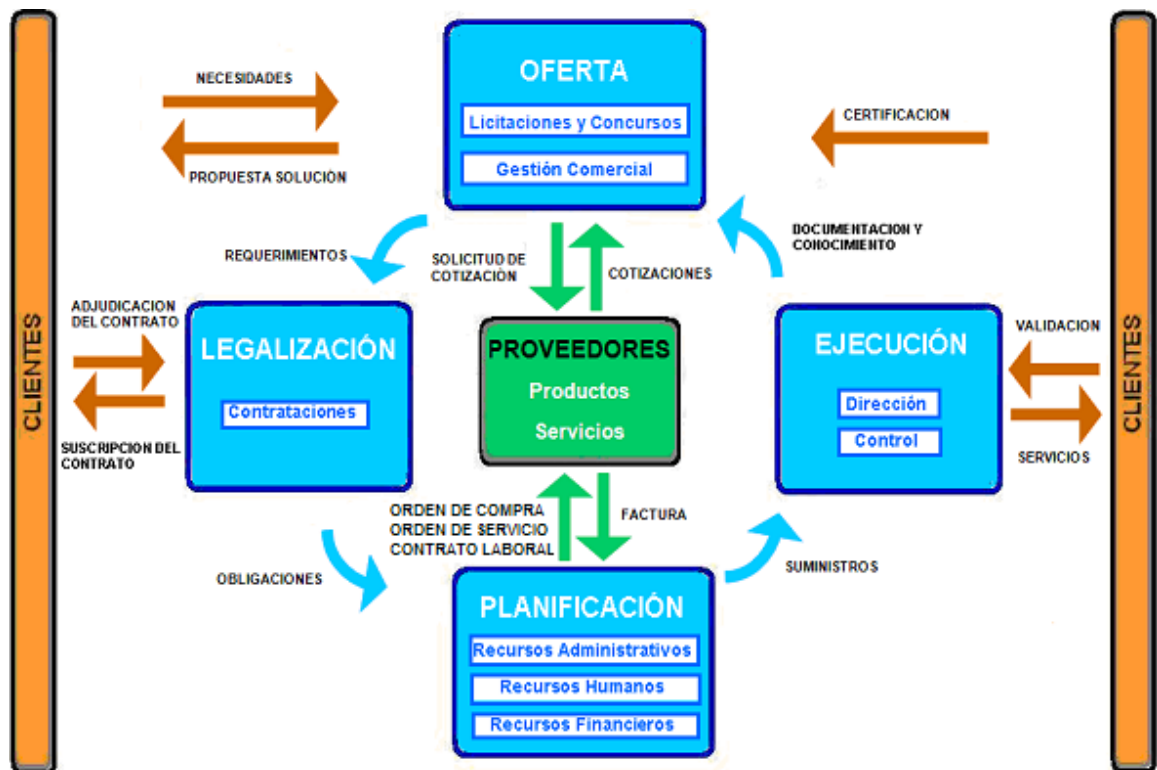 CLIENTES
NECESIDADES
PROPUESTA SOLUCIÓN
OFERTA
Licitaciones y Concursos
Gestión Comercial
CERTIFICACION
REQUERIMIENTOS
SOLICITUD DE
COTIZACIÓN
COTIZACIONES
DOCUMENTACION Y
CONOCIMIENTO
ADJUDICACION
DEL CONTRATO
SUSCRIPCION DEL
CONTRATO
LEGALIZACIÓN
Contrataciones
PROVEEDORES
Productos
Servicios
EJECUCIÓN
Dirección
Control
VALIDACION
SERVICIOS
CLIENTES
ORDEN DE COMPRA
ORDEN DE SERVICIO
CONTRATO LABORAL
FACTURA
OBLIGACIONES
SUMINISTROS
PLANIFICACIÓN
Recursos Administrativos
Recursos Humanos
Recursos Financieros